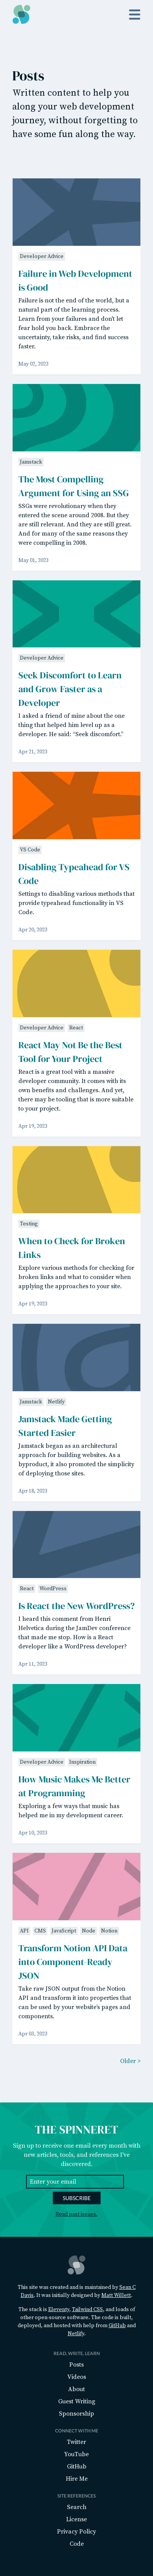 Posts
Written content to help you along
your web development
journey, without forgetting to
have some fun along the way.
Developer Advice
Failure in Web Development
is Good
Failure is not the end of the world, but a
natural part of the learning process.
Learn from your failures and don't let
fear hold you back. Embrace the
uncertainty, take risks, and find success
faster.
May 02, 2023
Jamstack
The Most Compelling
Argument for Using an SSG
SSGs were revolutionary when they
entered the scene around 2008. But they
are still relevant. And they are still great.
And for many of the same reasons they
were compelling in 2008.
May 01, 2023
Developer Advice
Seek Discomfort to Learn
and Grow Faster as a
Developer
I asked a friend of mine about the one
thing that helped him level up as a
developer. He said: “Seek discomfort.”
Apr 21, 2023
VS Code
Disabling Typeahead for VS
Code
Settings to disabling various methods that
provide typeahead functionality in VS
Code.
Apr 20, 2023
Developer Advice React
React May Not Be the Best
Tool for Your Project
React is a great tool with a massive
developer community. It comes with its
own benefits and challenges. And yet,
there may be tooling that is more suitable
to your project.
Apr 19, 2023
Testing
When to Check for Broken
Links
Explore various methods for checking for
broken links and what to consider when
applying the approaches to your site.
Apr 19, 2023
Jamstack Netlify
Jamstack Made Getting
Started Easier
Jamstack began as an architectural
approach for building websites. As a
byproduct, it also promoted the simplicity
of deploying those sites.
Apr 18, 2023
React WordPress
Is React the New WordPress?
I heard this comment from Henri
Helvetica during the JamDev conference
that made me stop. How is a React
developer like a WordPress developer?
Apr 11, 2023
Developer Advice Inspiration
How Music Makes Me Better
at Programming
Exploring a few ways that music has
helped me in my development career.
Apr 10, 2023
API CMS JavaScript Node Notion
Transform Notion API Data
into Component-Ready
JSON
Take raw JSON output from the Notion
API and transform it into properties that
can be used by your website's pages and
components.
Apr 03, 2023
Older >
THE SPINNERET
Sign up to receive one email every month with
new articles, tools, and references I've
discovered.
Enter your email
SUBSCRIBE
Read past issues.
This site was created and is maintained by Sean C
Davis. It was initially designed by Matt Willett.
The stack is Eleventy, Tailwind CSS, and loads of
other open source software. The code is built,
deployed, and hosted with help from GitHub and
Netlify.
READ, WRITE, LEARN
Posts
Videos
About
Guest Writing
Sponsorship
CONNECT WITH ME
Twitter
YouTube
GitHub
Hire Me
SITE REFERENCES
Search
License
Privacy Policy
Code